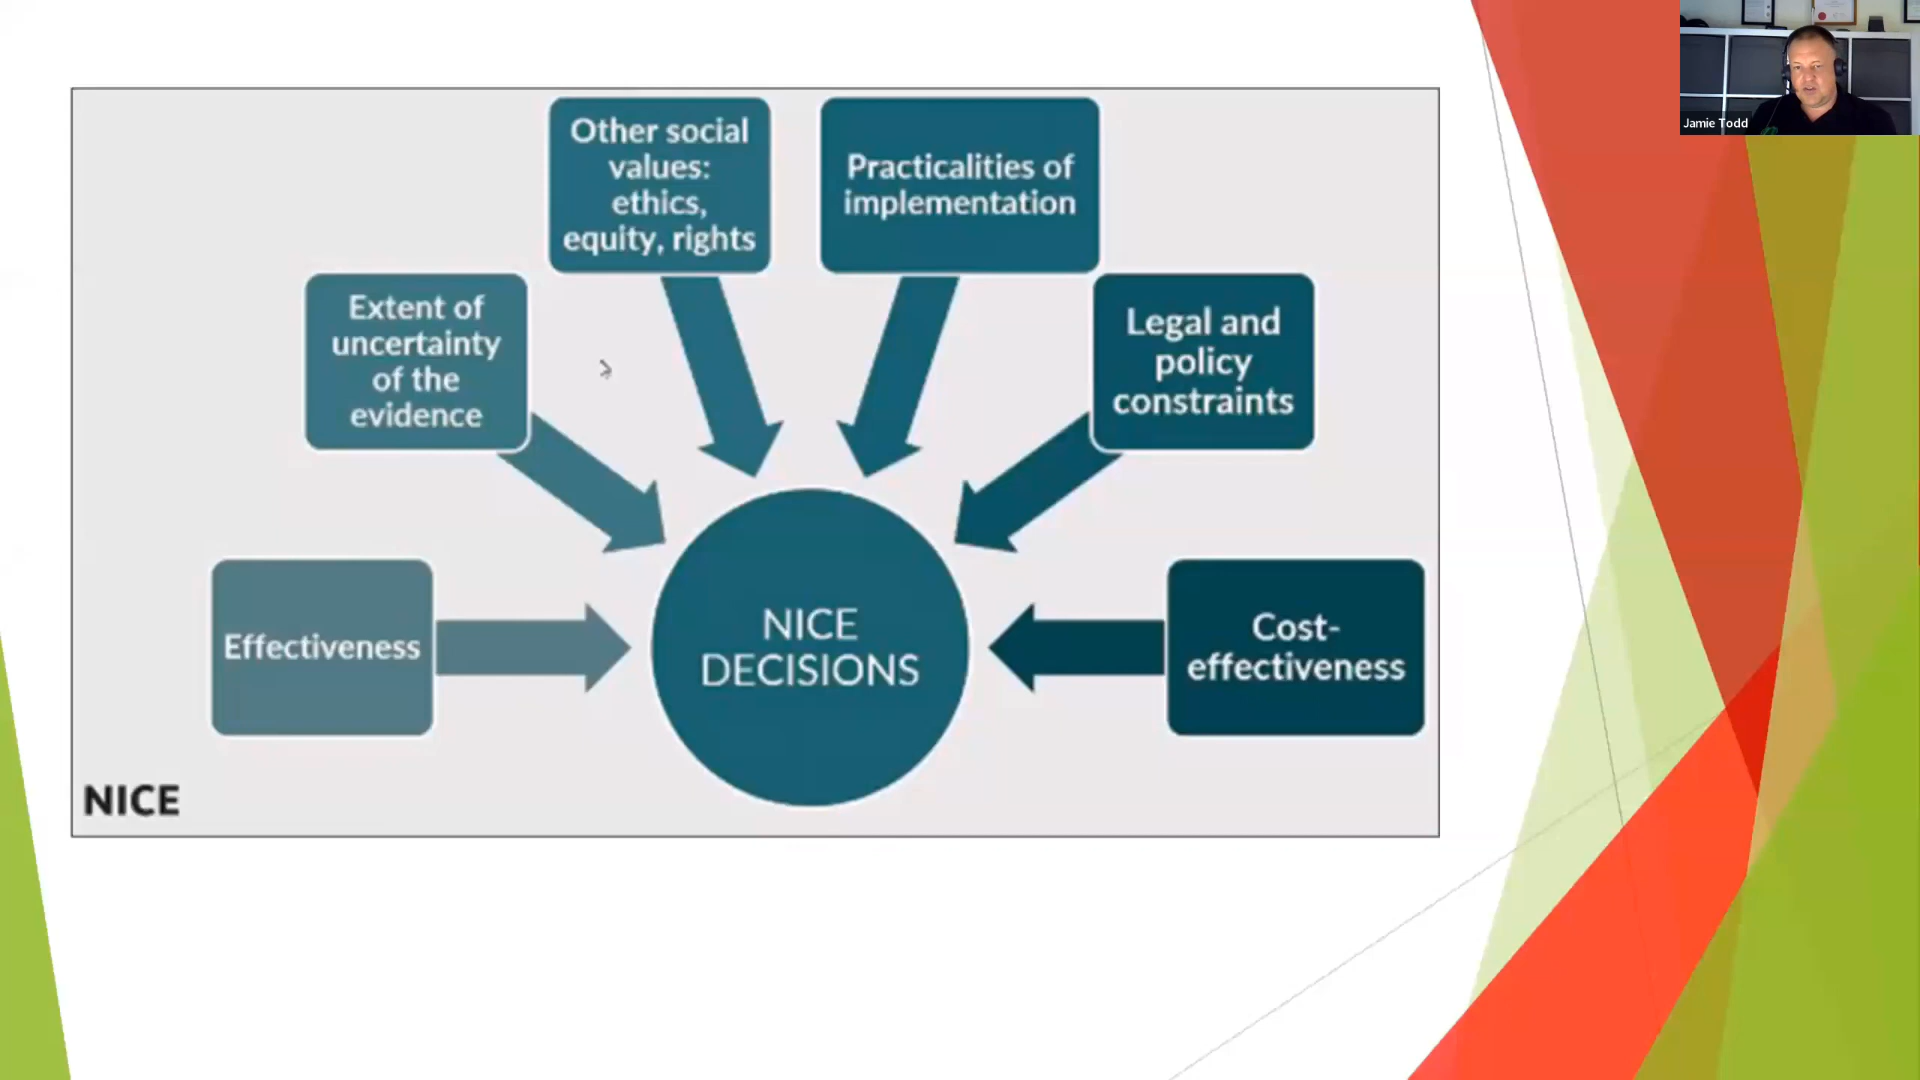 Other social
values:
ethics,
equity, rights
Practicalities of
implementation
Extent of
uncertainty
of the
evidence
Legal and
policy
constraints
Effectiveness
NICE
DECISIONS
Cost-
effectiveness
NICE
Jamie Todd